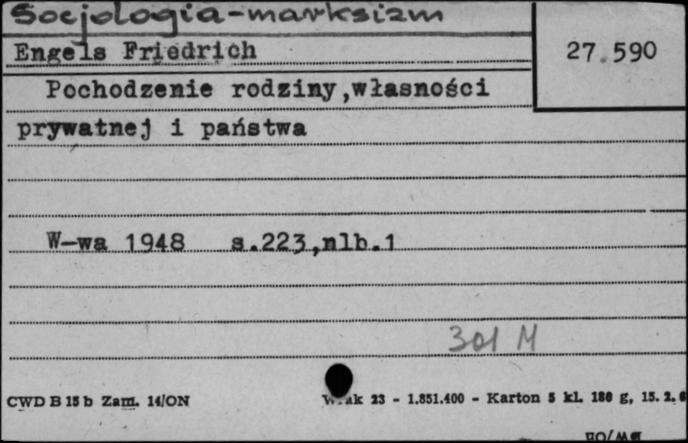 Socjologia-marksizm
Engels Friedrich
27.590
Pochodzenie rodziny,własności
prywatnej i państwa
W-wa 1948 s.223,nlb.1
301 M
CWD B 15 b Zam. 14/ON
23 - 1.851.400 - Karton 5 kl. 180 g, 15. 2.